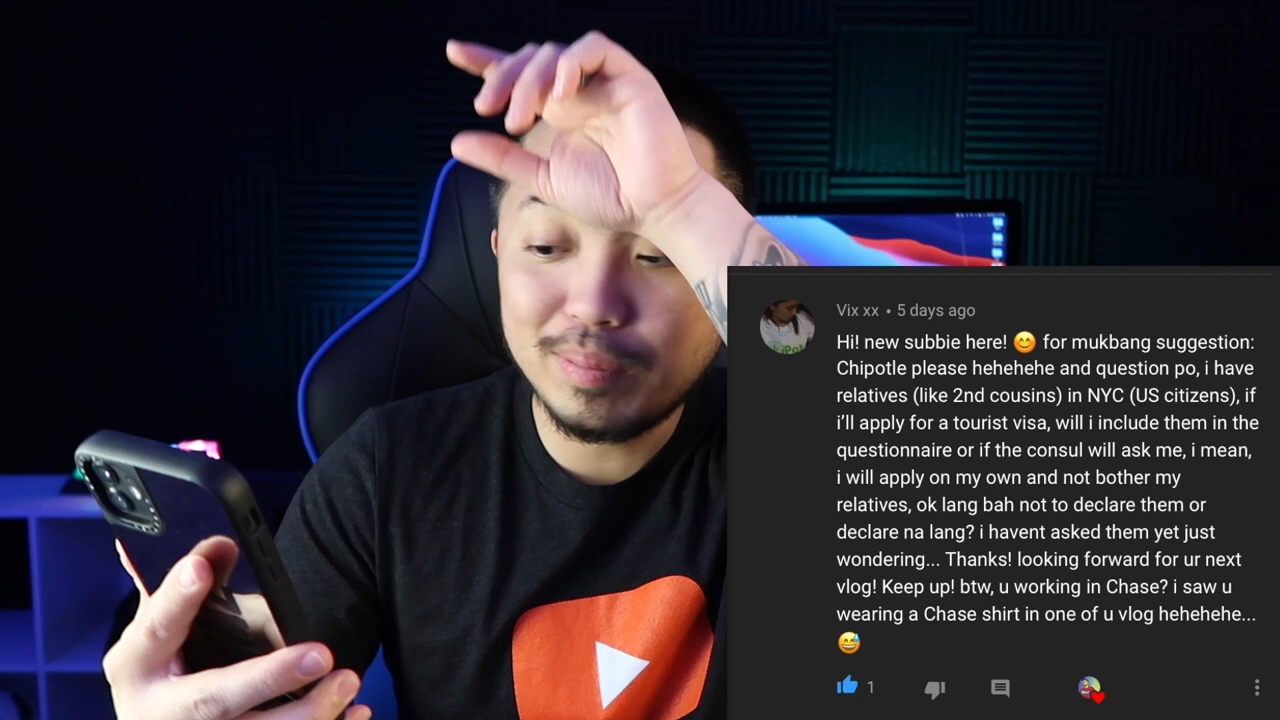 Vix xx • 5 days ago
Hi! new subbie here! 😊 for mukbang suggestion:
Chipotle please hehehehe and question po, i have
relatives (like 2nd cousins) in NYC (US citizens), if
i’ll apply for a tourist visa, will i include them in the
questionnaire or if the consul will ask me, i mean,
i will apply on my own and not bother my
relatives, ok lang bah not to declare them or
declare na lang? i havent asked them yet just
wondering... Thanks! looking forward for ur next
vlog! Keep up! btw, u working in Chase? i saw u
wearing a Chase shirt in one of u vlog hehehehe...
😅
1